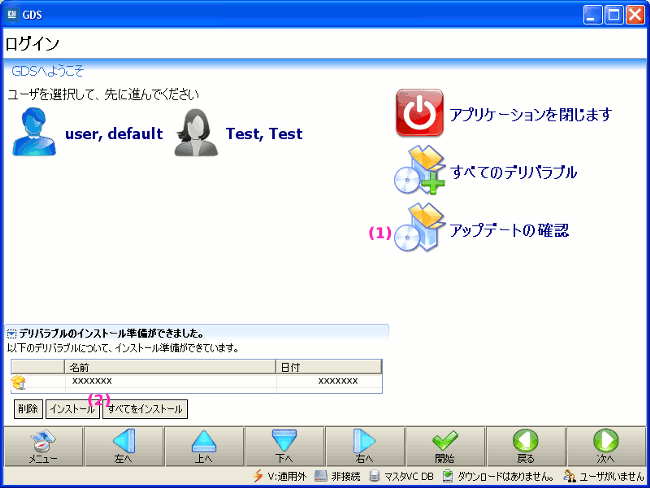 GDS
ログイン
GDSへようこそ
ユーザを選択して、先に進んでください
user, default
Test, Test
アプリケーションを閉じます
すべてのデリバラブル
(1)
アップデートの確認
デリバラブルのインストール準備ができました。
以下のデリバラブルについて、インストール準備ができています。
名前 日付
xxxxxxx xxxxxxx
(2)
削除 インストール すべてをインストール
メニュー 左へ 上へ 下へ 右へ 開始 戻る 次へ
V:適用外 非接続 マスタVC DB ダウンロードはありません。 ユーザがいません